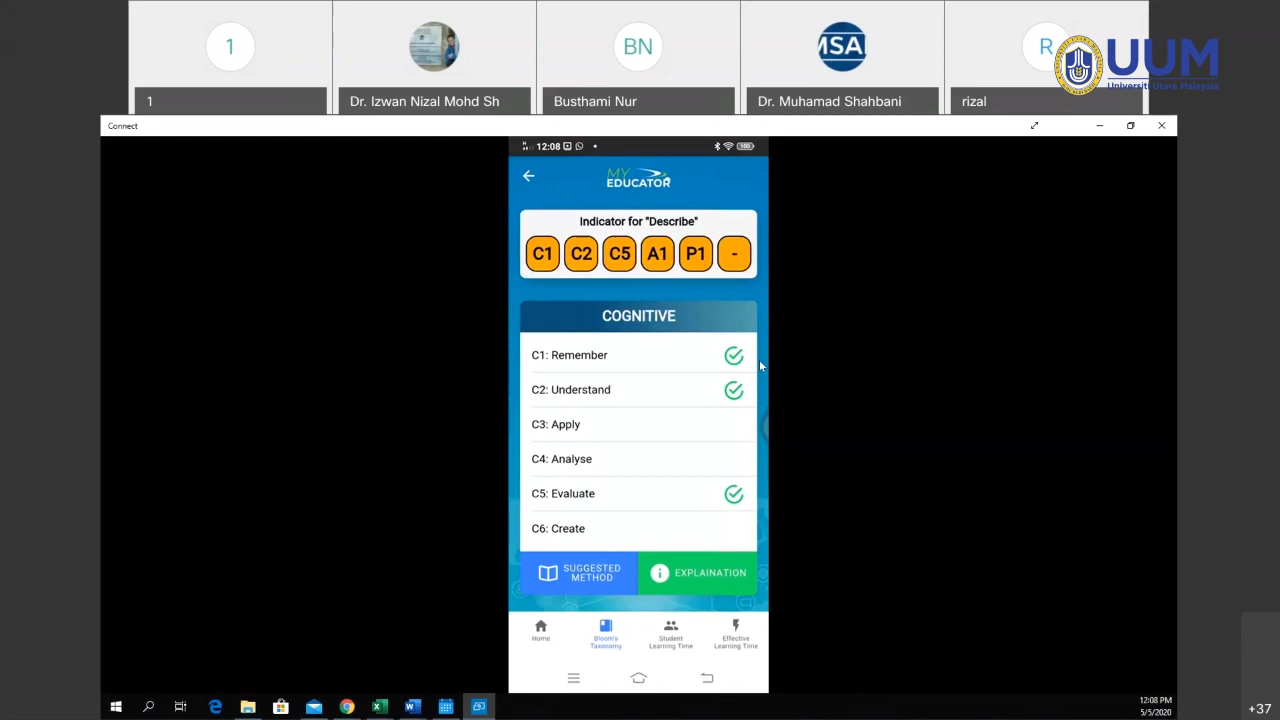 1
BN
MSA
R
UUM
Universiti Utara Malaysia
1
Dr. Izwan Nizal Mohd Sh
Busthami Nur
Dr. Muhamad Shahbani
rizal
Connect
12:08
100
MY
EDUCATOR
Indicator for "Describe"
C1 C2 C5 A1 P1 -
COGNITIVE
C1: Remember
C2: Understand
C3: Apply
C4: Analyse
C5: Evaluate
C6: Create
SUGGESTED
METHOD
EXPLAINATION
Home
Bloom's
Taxonomy
Student
Learning Time
Effective
Learning Time
12:08 PM
5/5/2020
+37